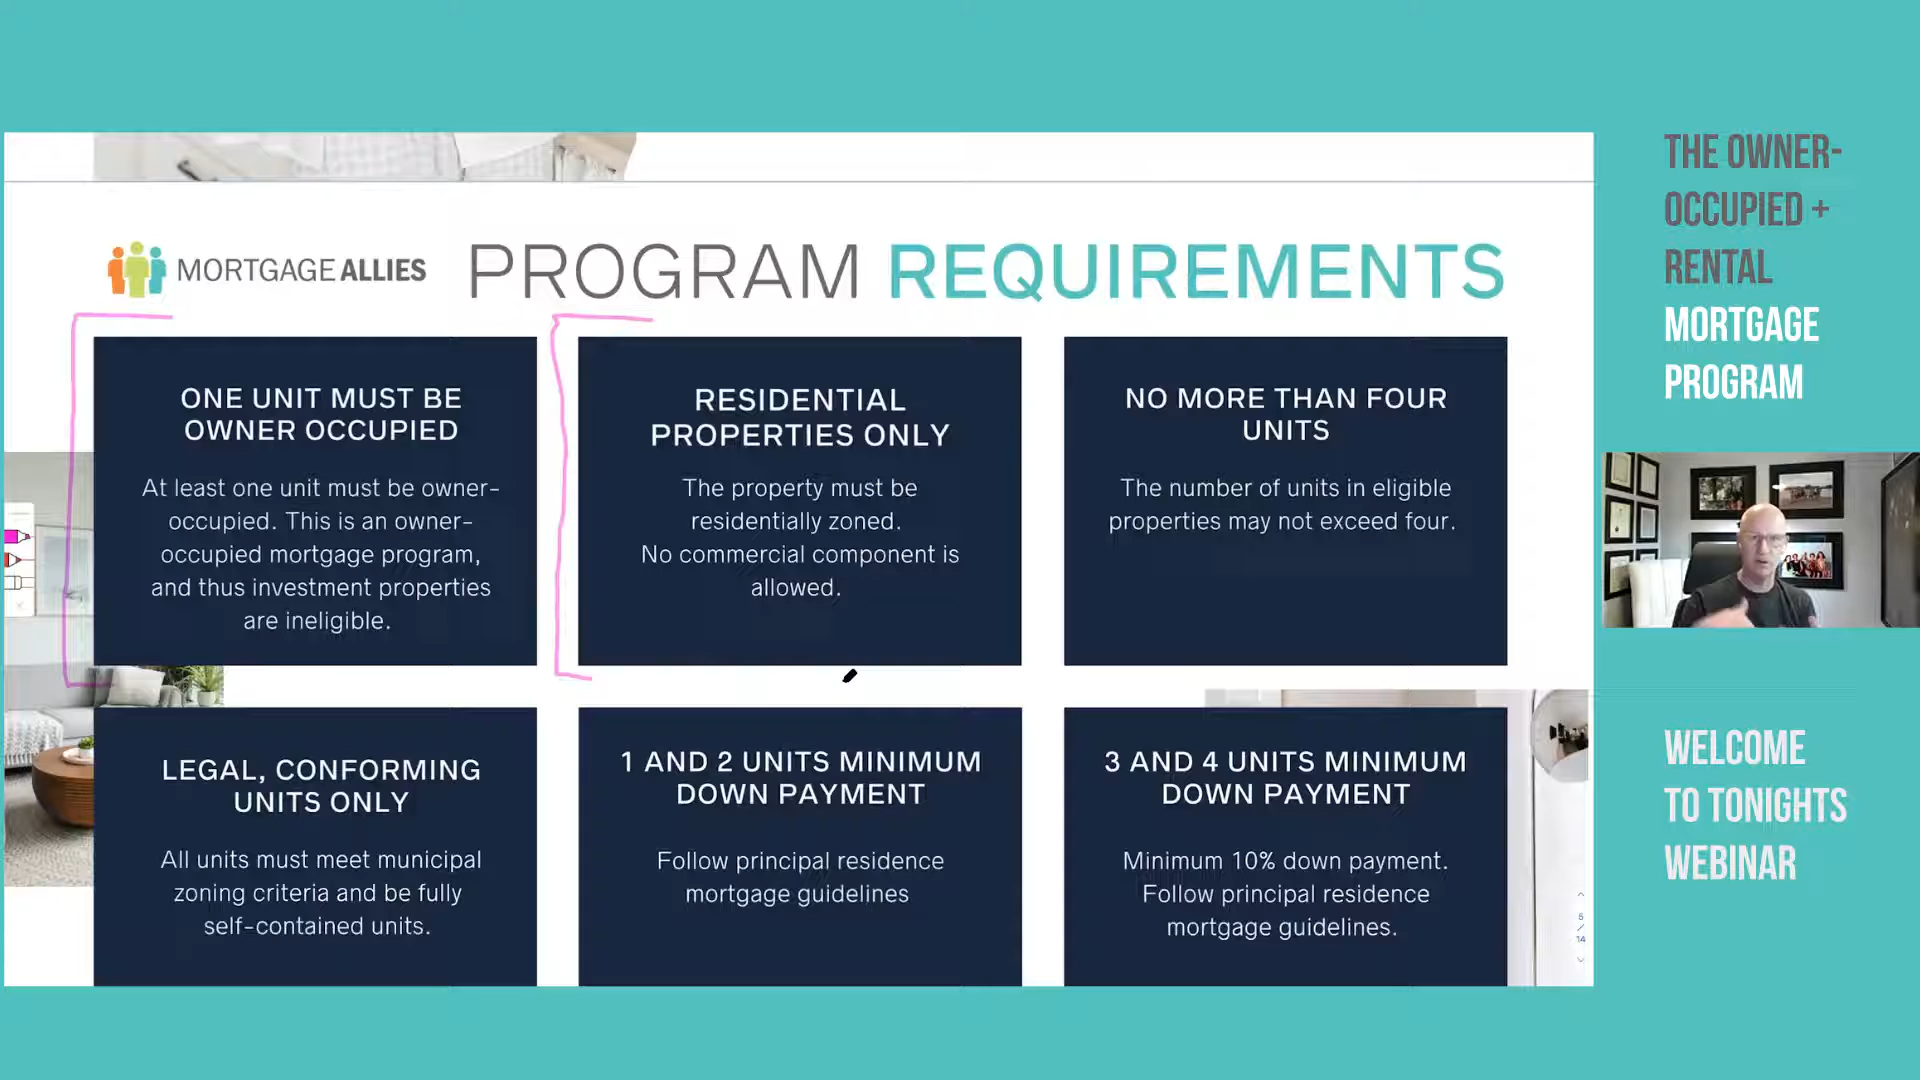 MORTGAGE ALLIES
PROGRAM REQUIREMENTS
ONE UNIT MUST BE
OWNER OCCUPIED
At least one unit must be owner-
occupied. This is an owner-
occupied mortgage program,
and thus investment properties
are ineligible.
RESIDENTIAL
PROPERTIES ONLY
The property must be
residentially zoned.
No commercial component is
allowed.
NO MORE THAN FOUR
UNITS
The number of units in eligible
properties may not exceed four.
LEGAL, CONFORMING
UNITS ONLY
All units must meet municipal
zoning criteria and be fully
self-contained units.
1 AND 2 UNITS MINIMUM
DOWN PAYMENT
Follow principal residence
mortgage guidelines
3 AND 4 UNITS MINIMUM
DOWN PAYMENT
Minimum 10% down payment.
Follow principal residence
mortgage guidelines.
5
/
14
THE OWNER-
OCCUPIED +
RENTAL
MORTGAGE
PROGRAM
WELCOME
TO TONIGHTS
WEBINAR